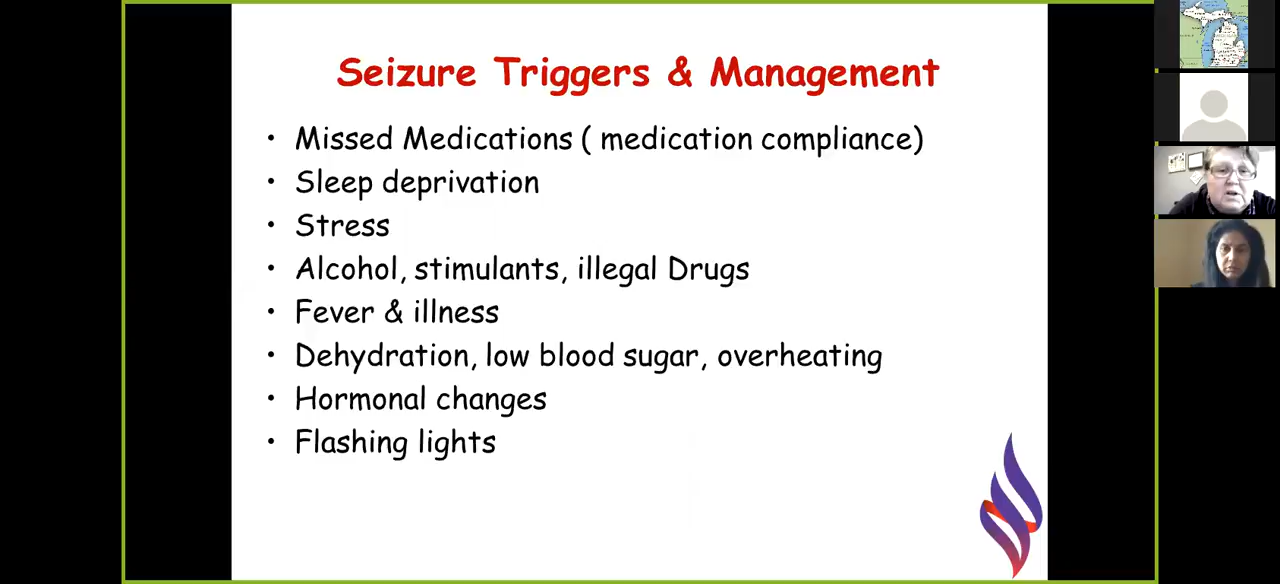 Seizure Triggers & Management
• Missed Medications ( medication compliance)
• Sleep deprivation
• Stress
• Alcohol, stimulants, illegal Drugs
• Fever & illness
• Dehydration, low blood sugar, overheating
• Hormonal changes
• Flashing lights